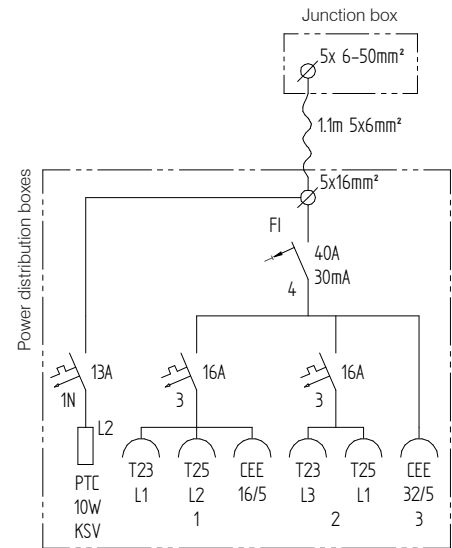 Junction box
5x 6-50mm²
1.1m 5x6mm²
Power distribution boxes
5x16mm²
FI
40A
30mA
4
13A
1N
16A
3
16A
3
L2
PTC
10W
KSV
T23
L1
T25
L2
1
CEE
16/5
T23
L3
T25
L1
2
CEE
32/5
3